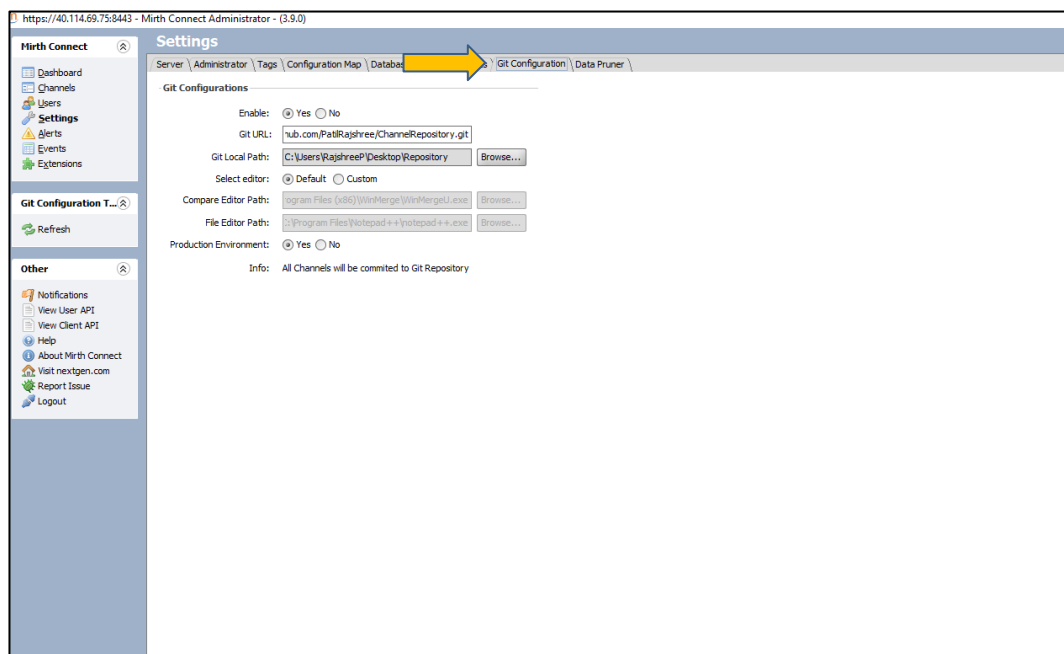 https://40.114.69.75:8443 - Mirth Connect Administrator - (3.9.0)
Mirth Connect
Dashboard
Channels
Users
Settings
Alerts
Events
Extensions
Git Configuration T...
Refresh
Other
Notifications
View User API
View Client API
Help
About Mirth Connect
Visit nextgen.com
Report Issue
Logout
Settings
Server Administrator Tags Configuration Map Git Configuration Data Pruner
Git Configurations
Enable: Yes No
Git URL: hub.com/PatilRajshree/ChannelRepository.git
Git Local Path: C:\Users\RajshreeP\Desktop\Repository Browse...
Select editor: Default Custom
Compare Editor Path: ogram Files (x86)\WinMerge\WinMergeU.exe Browse...
File Editor Path: :\Program Files\Notepad++\notepad++.exe Browse...
Production Environment: Yes No
Info: All Channels will be commited to Git Repository